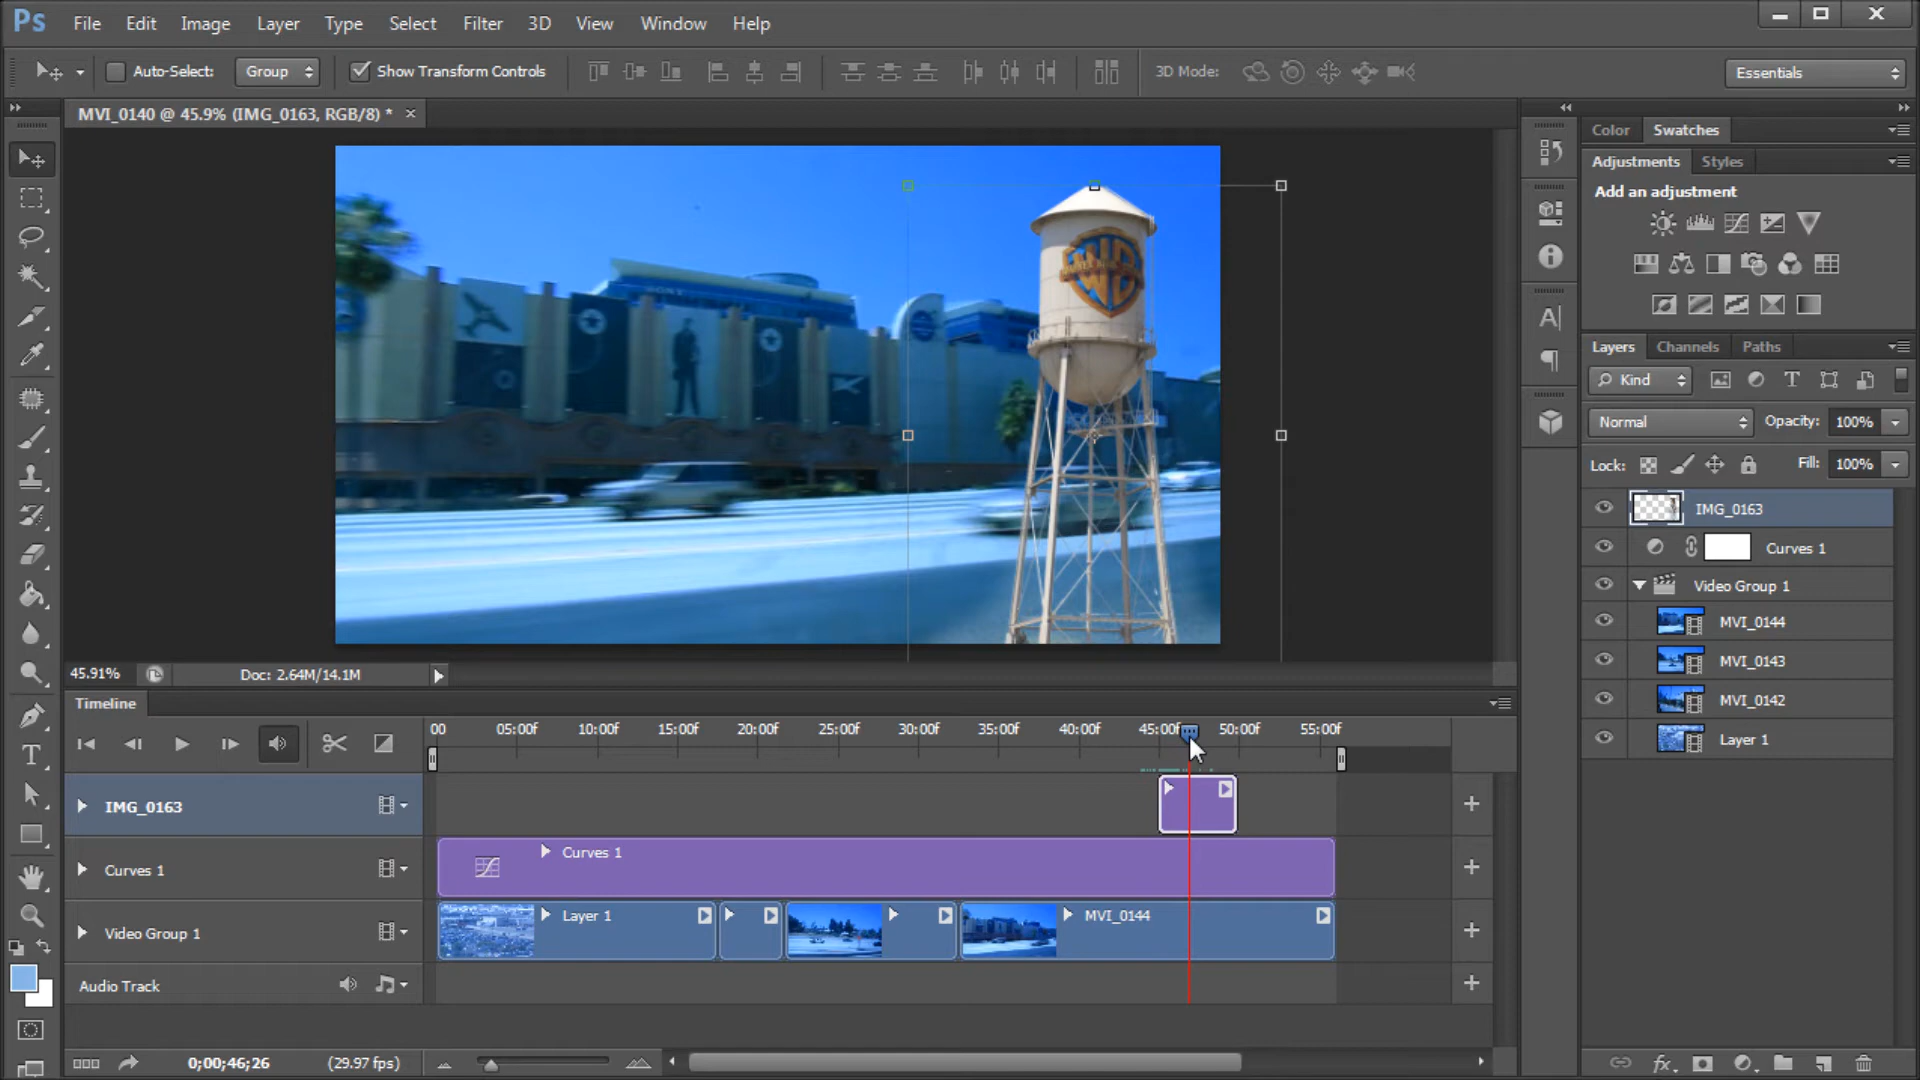 Ps File Edit Image Layer Type Select Filter 3D View Window Help
Auto-Select: Group Show Transform Controls 3D Mode: Essentials
MVI_0140 @ 45.9% (IMG_0163, RGB/8) * ×
Color Swatches
Adjustments Styles
Add an adjustment
SONY
Layers Channels Paths
Kind
Normal Opacity: 100%
Lock: Fill: 100%
IMG_0163
Curves 1
Video Group 1
MVI_0144
MVI_0143
MVI_0142
Layer 1
45.91% Doc: 2.64M/14.1M
Timeline
00 05:00f 10:00f 15:00f 20:00f 25:00f 30:00f 35:00f 40:00f 45:00f 50:00f 55:00f
IMG_0163
Curves 1 Curves 1
Video Group 1 Layer 1 MVI_0144
Audio Track
0;00;46;26 (29.97 fps)